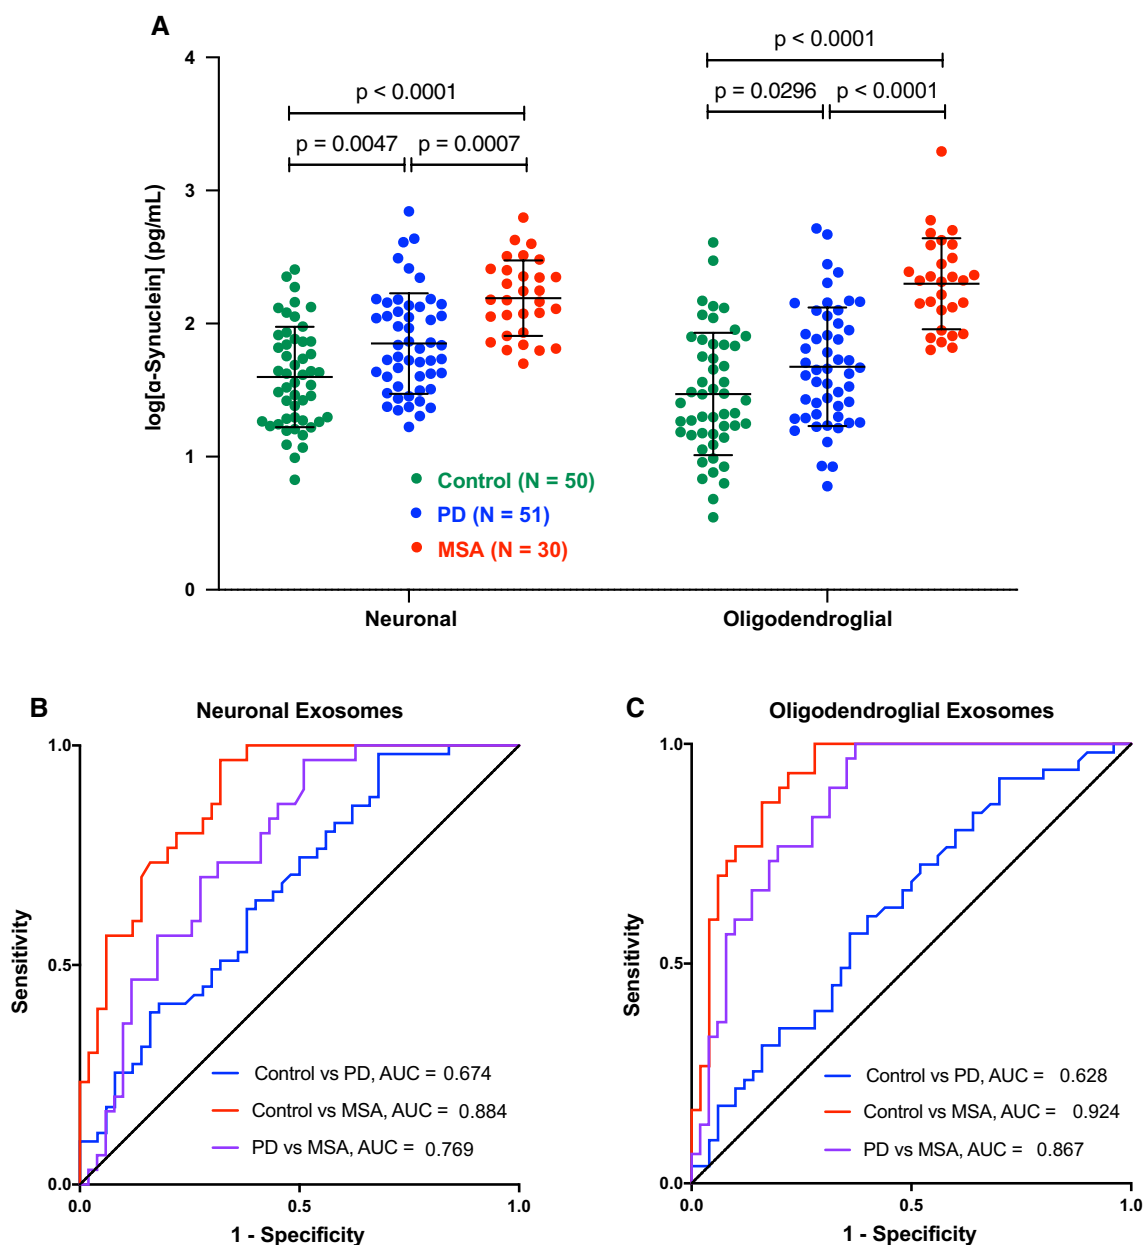 A
p < 0.0001
p < 0.0001
p = 0.0296
p < 0.0001
p = 0.0047
p = 0.0007
4
3
2
1
0
log[α-Synuclein] (pg/mL)
Control (N = 50)
PD (N = 51)
MSA (N = 30)
Neuronal
Oligodendroglial
B
Neuronal Exosomes
1.0
0.5
0.0
Sensitivity
Control vs PD, AUC = 0.674
Control vs MSA, AUC = 0.884
PD vs MSA, AUC = 0.769
0.0
0.5
1.0
1 - Specificity
C
Oligodendroglial Exosomes
1.0
0.5
0.0
Sensitivity
Control vs PD, AUC = 0.628
Control vs MSA, AUC = 0.924
PD vs MSA, AUC = 0.867
0.0
0.5
1.0
1 - Specificity